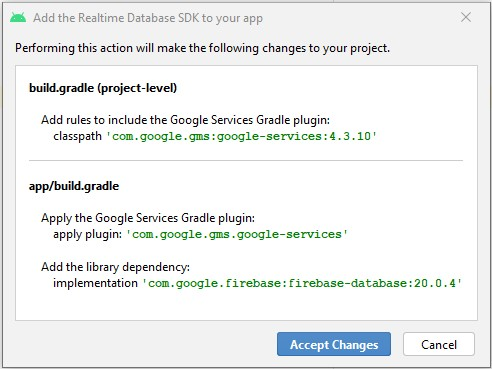 Add the Realtime Database SDK to your app
Performing this action will make the following changes to your project.
build.gradle (project-level)
Add rules to include the Google Services Gradle plugin:
classpath 'com.google.gms:google-services:4.3.10'
app/build.gradle
Apply the Google Services Gradle plugin:
apply plugin: 'com.google.gms.google-services'
Add the library dependency:
implementation 'com.google.firebase:firebase-database:20.0.4'
Accept Changes
Cancel